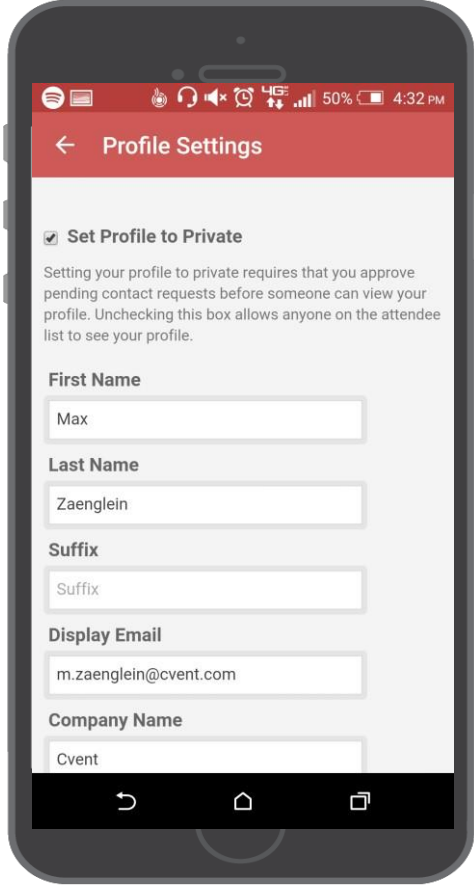 4G 50% 4:32 PM
Profile Settings
Set Profile to Private
Setting your profile to private requires that you approve
pending contact requests before someone can view your
profile. Unchecking this box allows anyone on the attendee
list to see your profile.
First Name
Max
Last Name
Zaenglein
Suffix
Suffix
Display Email
m.zaenglein@cvent.com
Company Name
Cvent